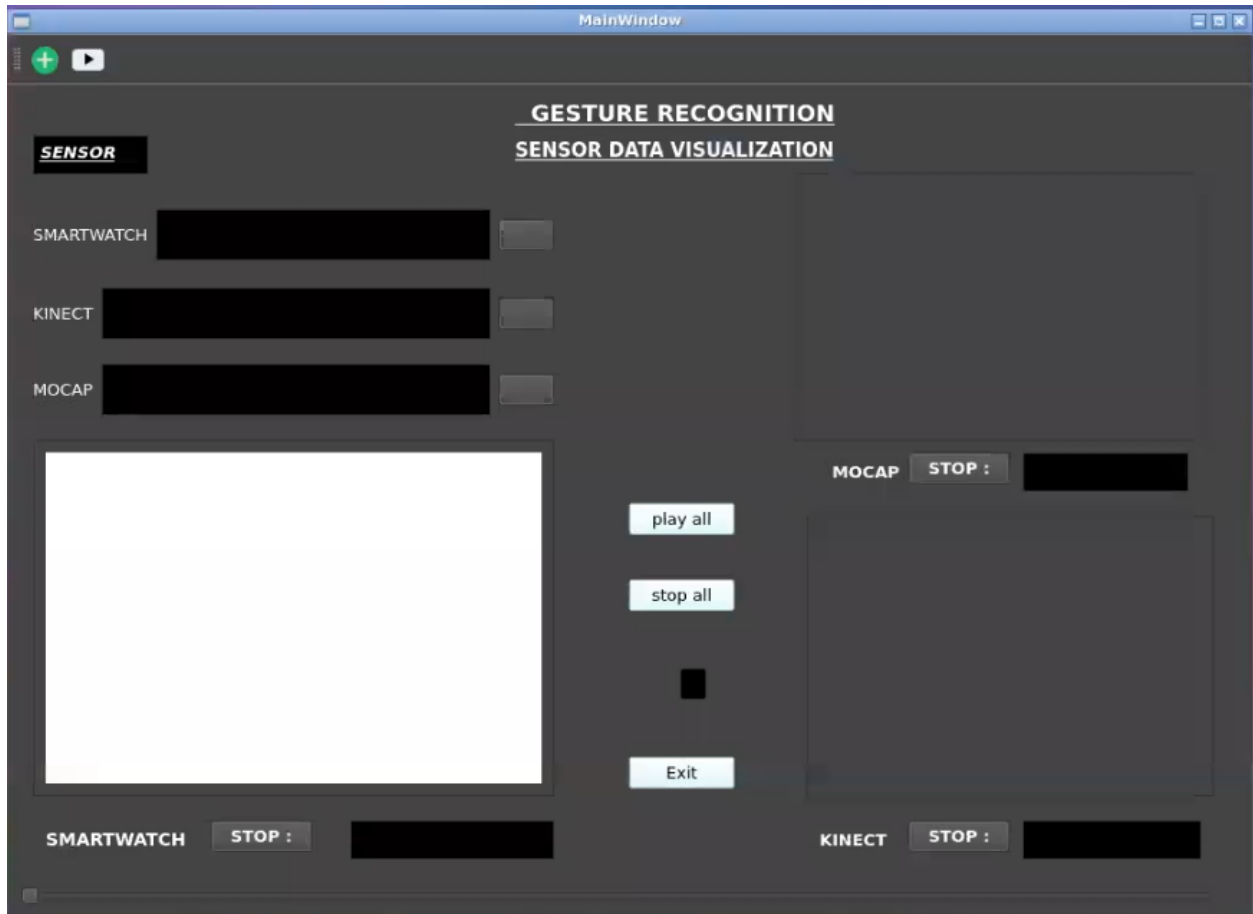 MainWindow
GESTURE RECOGNITION
SENSOR
SENSOR DATA VISUALIZATION
SMARTWATCH
KINECT
MOCAP
MOCAP STOP :
play all
stop all
Exit
SMARTWATCH STOP :
KINECT STOP :